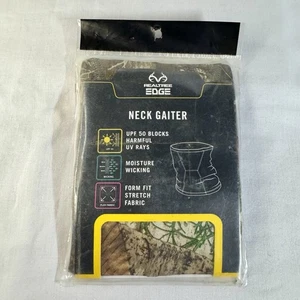 REALTREE
EDGE
NECK GAITER
UPF 50 BLOCKS
HARMFUL
UV RAYS
MOISTURE
WICKING
FORM FIT
STRETCH
FABRIC